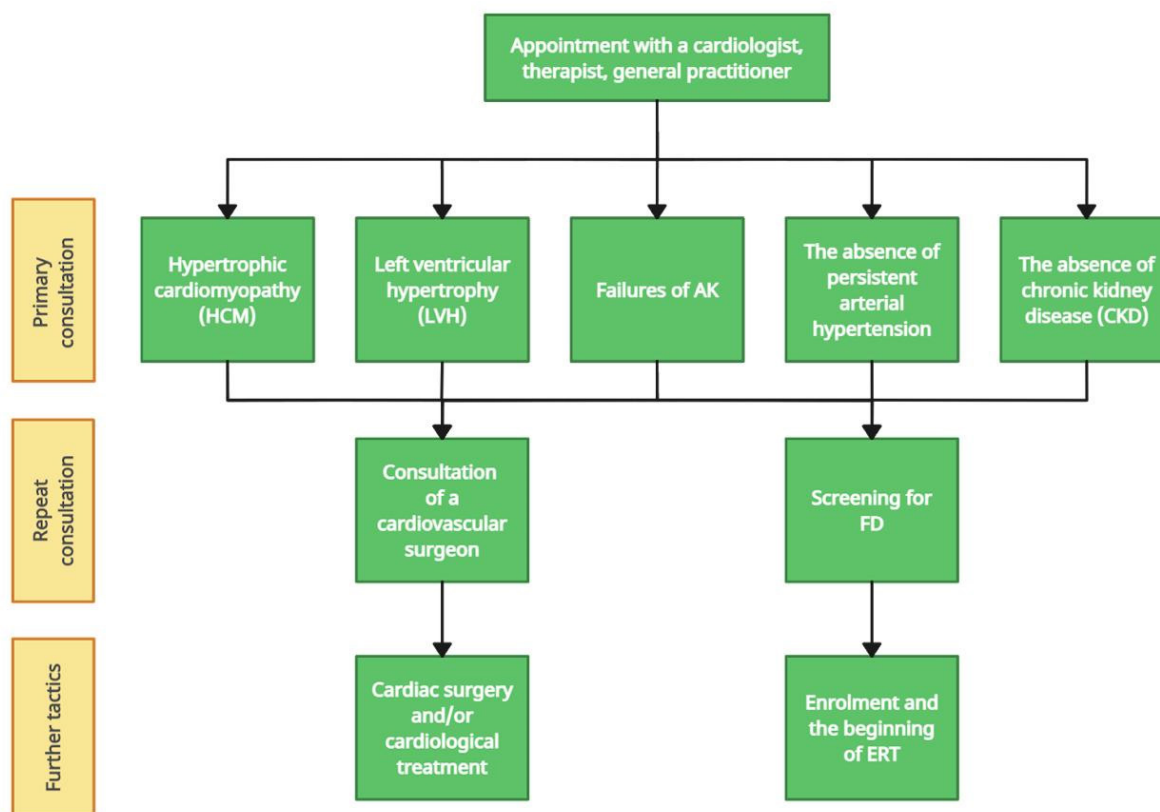 Appointment with a cardiologist,
therapist, general practitioner
Primary
consultation
Hypertrophic
cardiomyopathy
(HCM)
Left ventricular
hypertrophy
(LVH)
Failures of AK
The absence of
persistent
arterial
hypertension
The absence of
chronic kidney
disease (CKD)
Repeat
consultation
Consultation
of a
cardiovascular
surgeon
Screening for
FD
Further tactics
Cardiac surgery
and/or
cardiological
treatment
Enrolment and
the beginning
of ERT